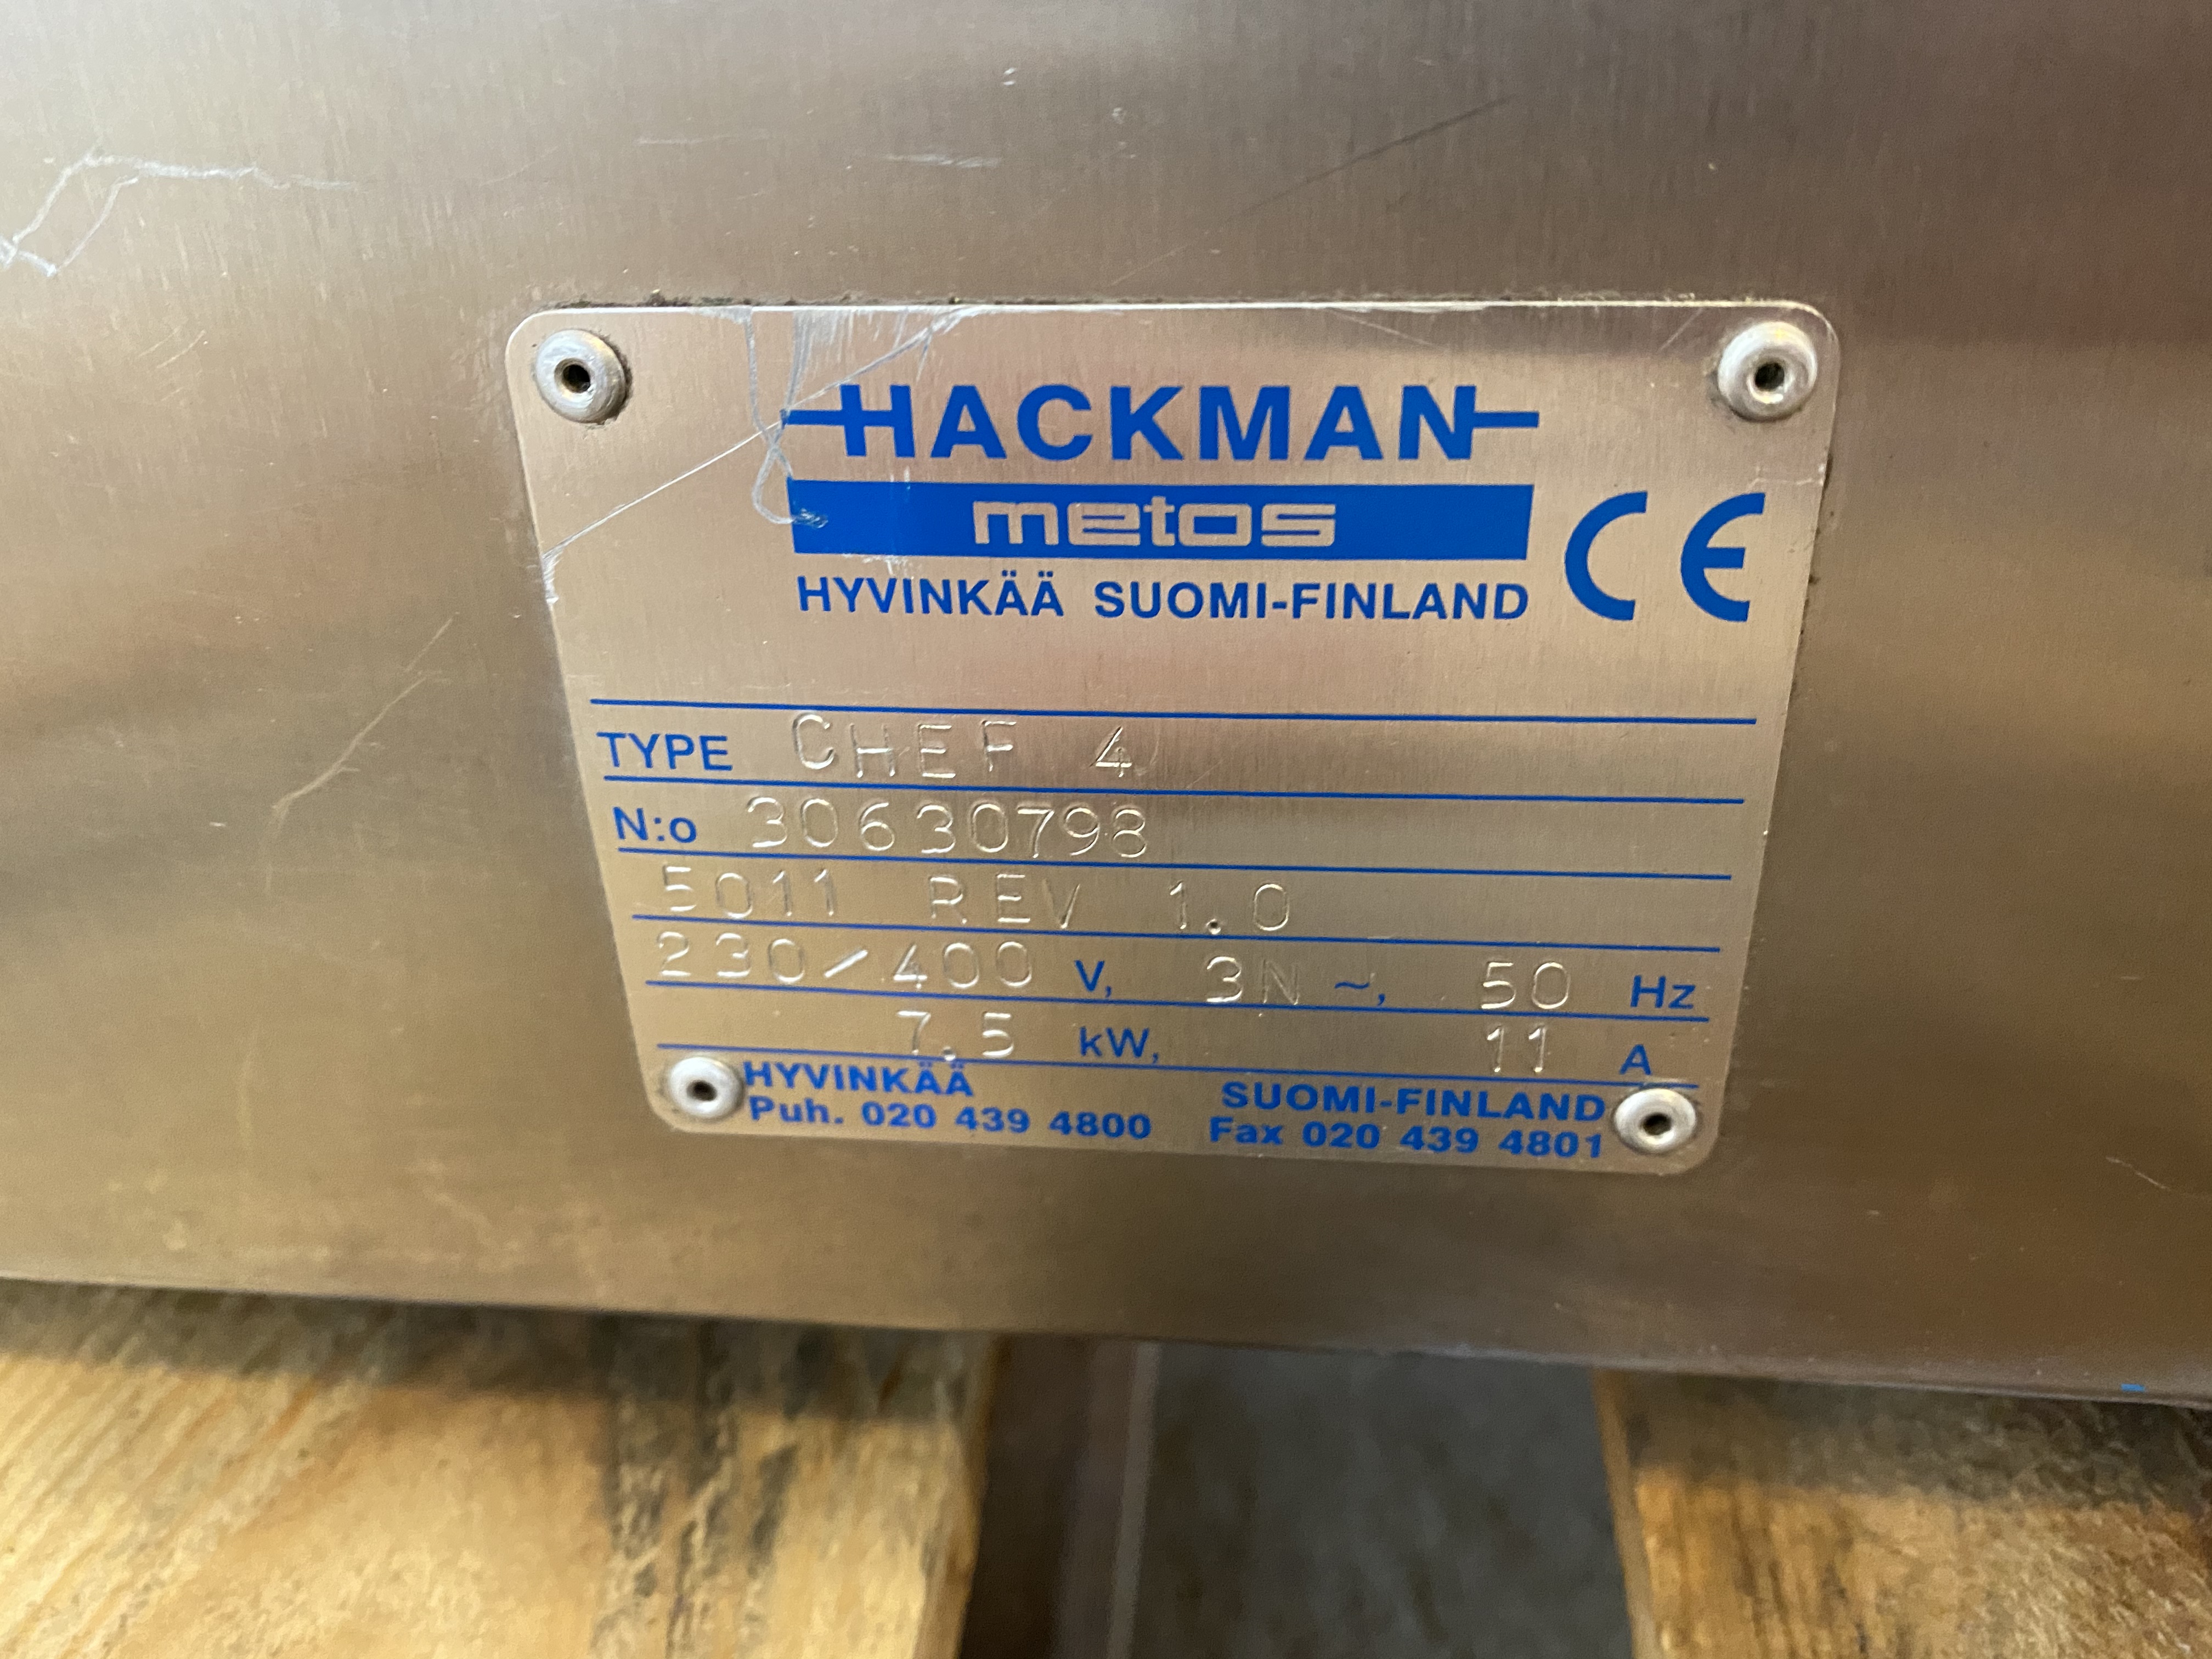 HACKMAN
metos
CE
HYVINKÄÄ SUOMI-FINLAND
TYPE CHEF 4
N:o 30630798
5011 REV 1.0
230/400 V, 3N ~, 50 Hz
7.5 kW, 11 A
HYVINKÄÄ SUOMI-FINLAND
Puh. 020 439 4800 Fax 020 439 4801